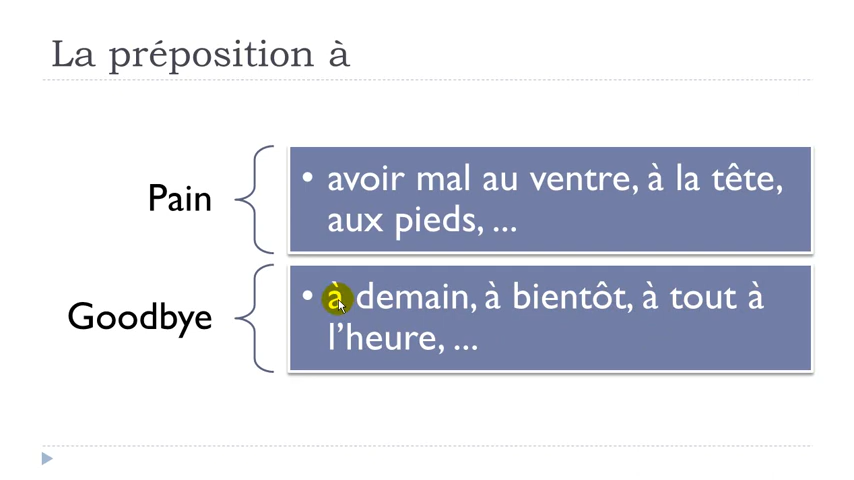 La préposition à
Pain
• avoir mal au ventre, à la tête,
aux pieds, ...
Goodbye
• à demain, à bientôt, à tout à
l’heure, ...